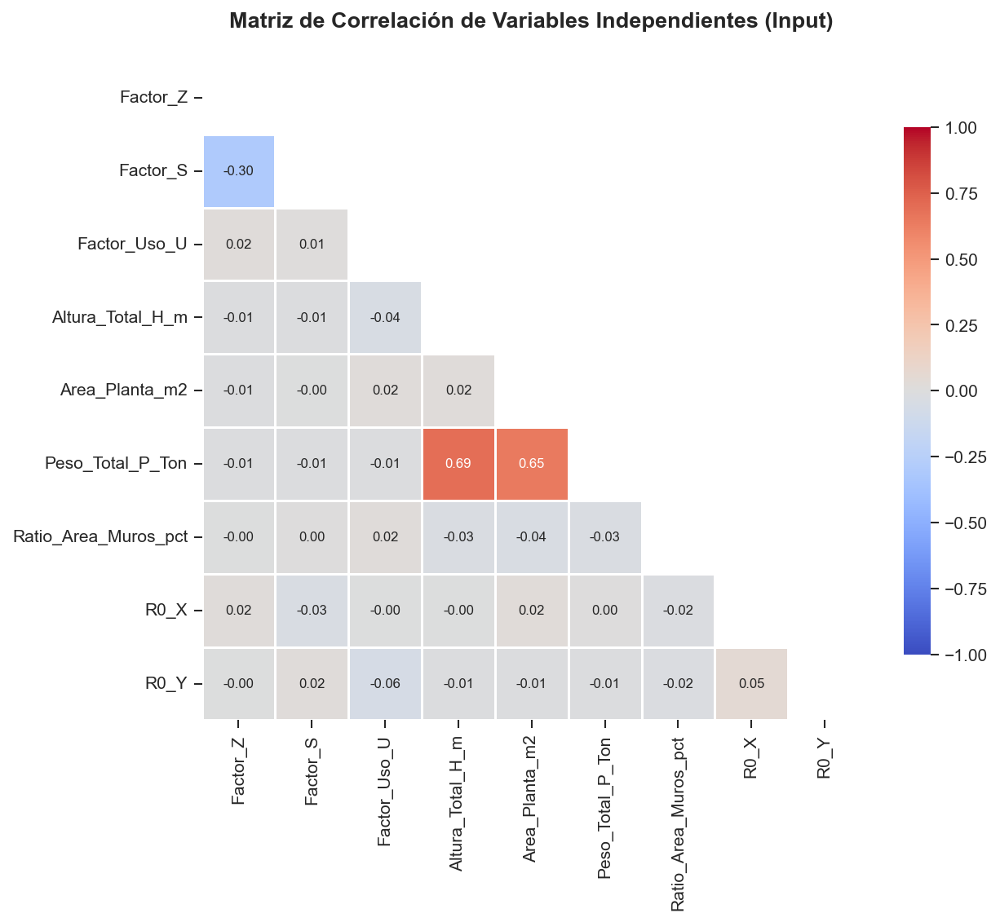 Matriz de Correlación de Variables Independientes (Input)
Factor_Z
Factor_S -0.30
Factor_Uso_U 0.02 0.01
Altura_Total_H_m -0.01 -0.01 -0.04
Area_Planta_m2 -0.01 -0.00 0.02 0.02
Peso_Total_P_Ton -0.01 -0.01 -0.01 0.69 0.65
Ratio_Area_Muros_pct -0.00 0.00 0.02 -0.03 -0.04 -0.03
R0_X 0.02 -0.03 -0.00 -0.00 0.02 0.00 -0.02
R0_Y -0.00 0.02 -0.06 -0.01 -0.01 -0.01 -0.02 0.05
Factor_Z
Factor_S
Factor_Uso_U
Altura_Total_H_m
Area_Planta_m2
Peso_Total_P_Ton
Ratio_Area_Muros_pct
R0_X
R0_Y
1.00
0.75
0.50
0.25
0.00
−0.25
−0.50
−0.75
−1.00